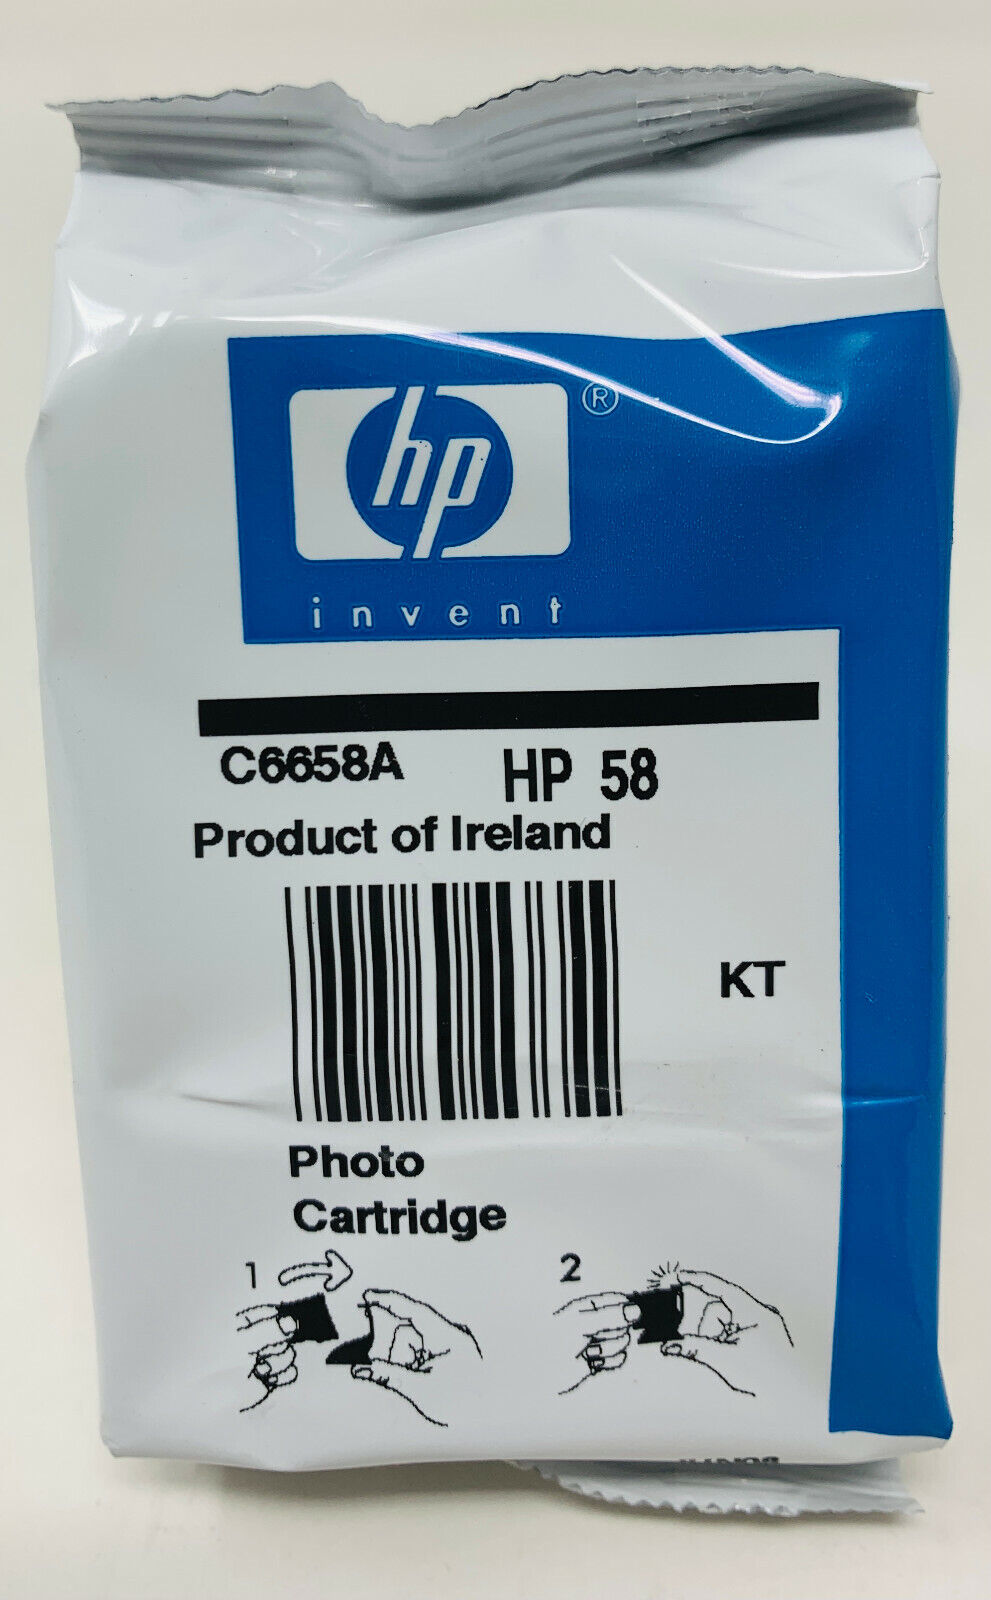 hp ®
invent
C6658A HP 58
Product of Ireland
KT
Photo
Cartridge
1 2